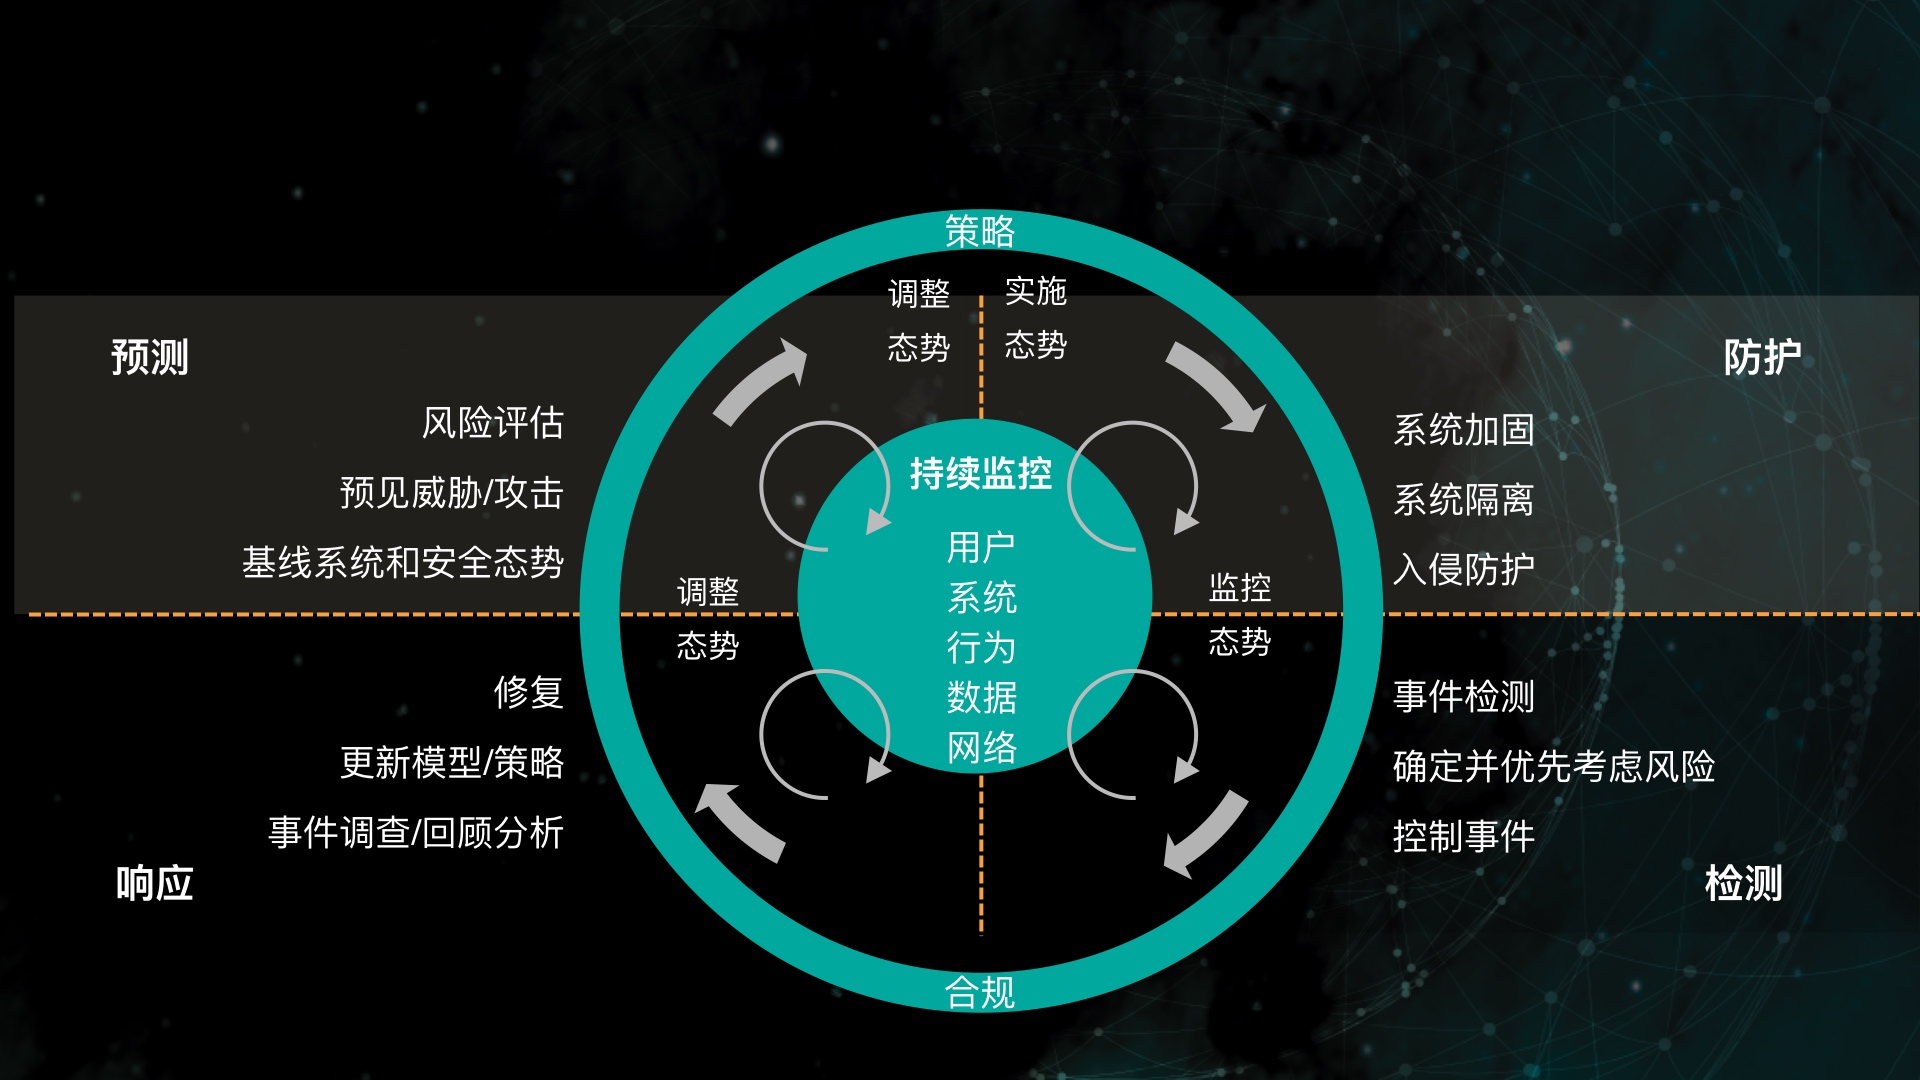 策略
调整
态势
实施
态势
预测
风险评估
预见威胁/攻击
基线系统和安全态势
防护
系统加固
系统隔离
入侵防护
持续监控
用户
系统
行为
数据
网络
调整
态势
监控
态势
修复
更新模型/策略
事件调查/回顾分析
响应
事件检测
确定并优先考虑风险
控制事件
检测
合规